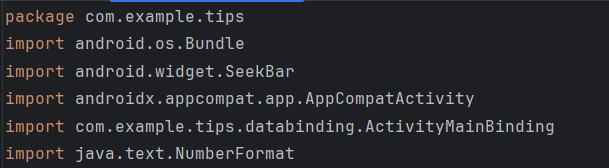 package com.example.tips
import android.os.Bundle
import android.widget.SeekBar
import androidx.appcompat.app.AppCompatActivity
import com.example.tips.databinding.ActivityMainBinding
import java.text.NumberFormat